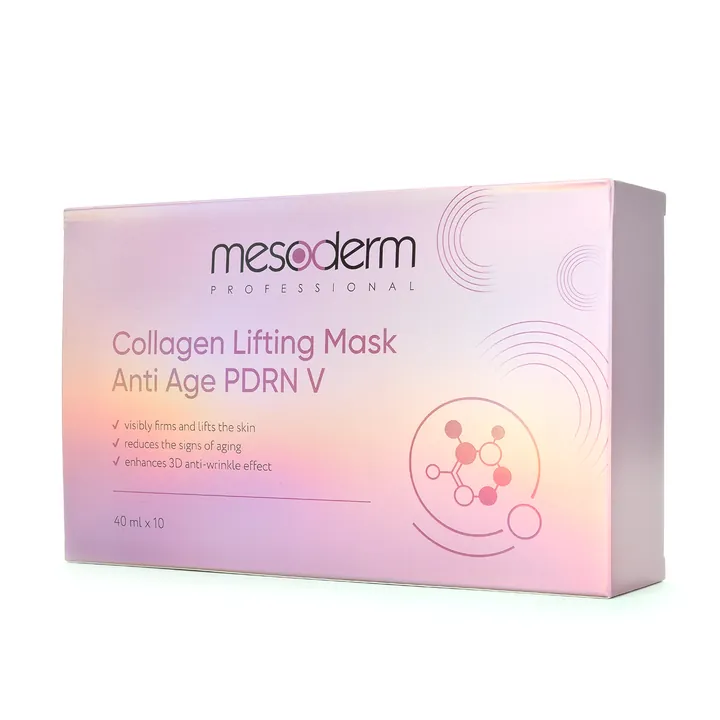 mesoderm
PROFESSIONAL
Collagen Lifting Mask
Anti Age PDRN V
✓ visibly firms and lifts the skin
✓ reduces the signs of aging
✓ enhances 3D anti-wrinkle effect
40 ml x 10